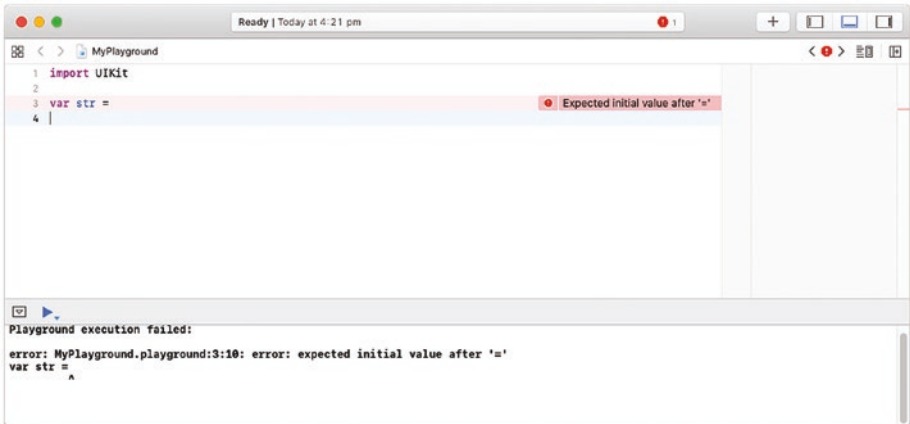 Ready | Today at 4:21 pm
1
MyPlayground
1 import UIKit
2
3 var str =
Expected initial value after '='
4
Playground execution failed:
error: MyPlayground.playground:3:10: error: expected initial value after '='
var str =
^